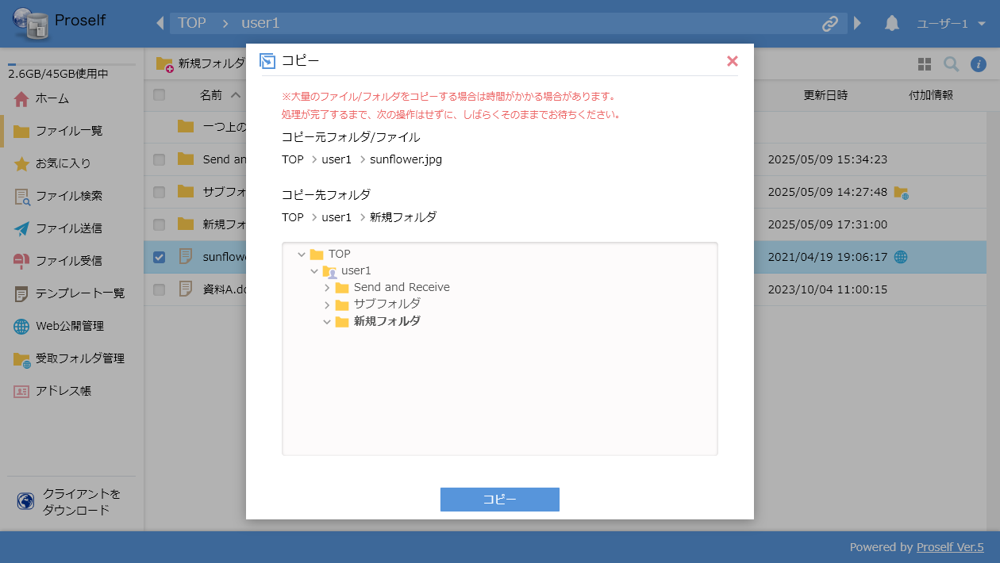 Proself
TOP > user1
ユーザー1
2.6GB/45GB使用中
ホーム
ファイル一覧
お気に入り
ファイル検索
ファイル送信
ファイル受信
テンプレート一覧
Web公開管理
受取フォルダ管理
アドレス帳
クライアントを
ダウンロード
新規フォルダ
名前
更新日時
付加情報
一つ上の
Send an
2025/05/09 15:34:23
サブフォ
2025/05/09 14:27:48
新規フォ
2025/05/09 17:31:00
sunflow
2021/04/19 19:06:17
資料A.do
2023/10/04 11:00:15
コピー
※大量のファイル/フォルダをコピーする場合は時間がかかる場合があります。
処理が完了するまで、次の操作はせずに、しばらくそのままでお待ちください。
コピー元フォルダ/ファイル
TOP > user1 > sunflower.jpg
コピー先フォルダ
TOP > user1 > 新規フォルダ
TOP
user1
Send and Receive
サブフォルダ
新規フォルダ
コピー
Powered by Proself Ver.5